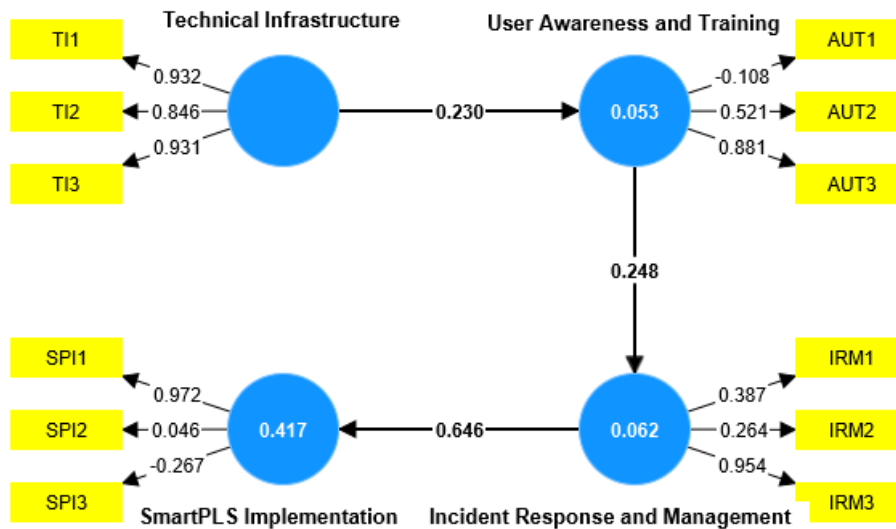 Technical Infrastructure
User Awareness and Training
TI1
TI2
TI3
0.932
0.846
0.931
0.230
0.053
-0.108
0.521
0.881
AUT1
AUT2
AUT3
0.248
SPI1
SPI2
SPI3
0.972
0.046
-0.267
0.417
0.646
0.062
0.387
0.264
0.954
IRM1
IRM2
IRM3
SmartPLS Implementation
Incident Response and Management